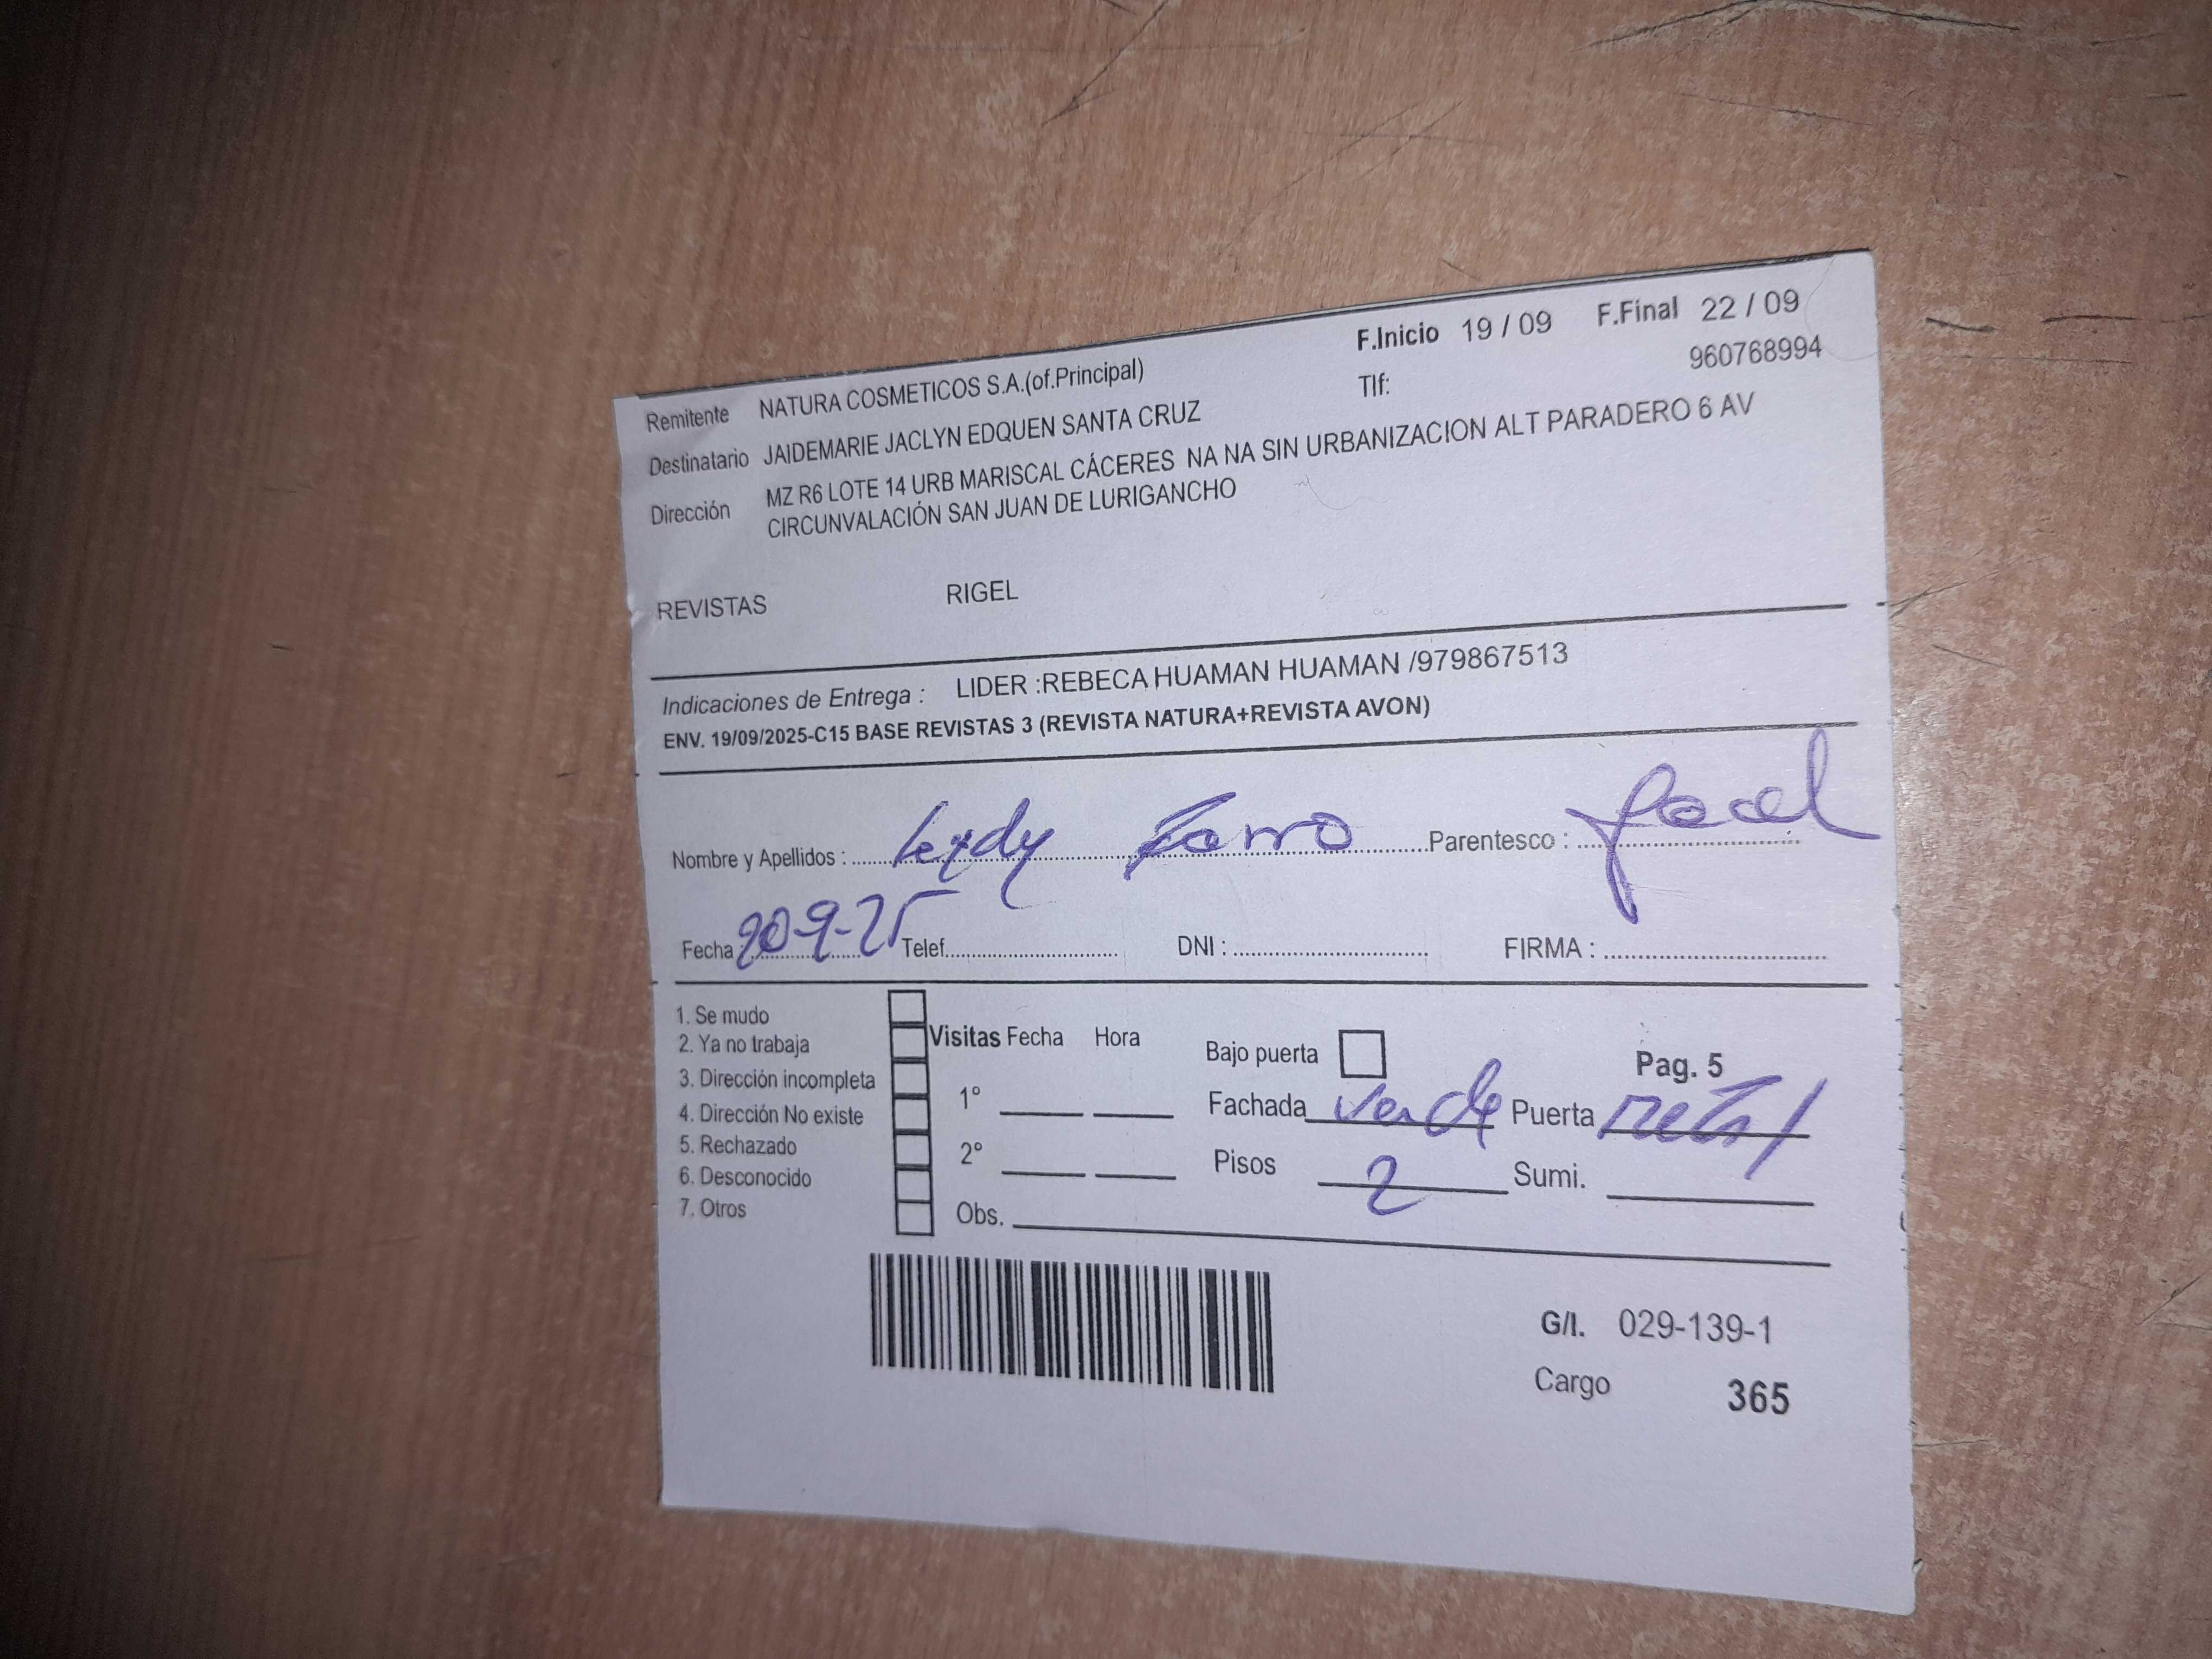 F.Inicio 19 / 09 F.Final 22 / 09
Remitente NATURA COSMETICOS S.A.(of.Principal) Tlf: 960768994
Destinatario JAIDEMARIE JACLYN EDQUEN SANTA CRUZ
Dirección MZ R6 LOTE 14 URB MARISCAL CÁCERES NA NA SIN URBANIZACION ALT PARADERO 6 AV
CIRCUNVALACIÓN SAN JUAN DE LURIGANCHO
REVISTAS RIGEL
Indicaciones de Entrega : LIDER :REBECA HUAMAN HUAMAN /979867513
ENV. 19/09/2025-C15 BASE REVISTAS 3 (REVISTA NATURA+REVISTA AVON)
Nombre y Apellidos : Parentesco :
Fecha 20-9-25 Telef. DNI : FIRMA :
1. Se mudo
2. Ya no trabaja
3. Dirección incompleta
4. Dirección No existe
5. Rechazado
6. Desconocido
7. Otros
Visitas Fecha Hora
1°
2°
Obs.
Bajo puerta Pag. 5
Fachada verde Puerta metal
Pisos 2 Sumi.
G/I. 029-139-1
Cargo 365